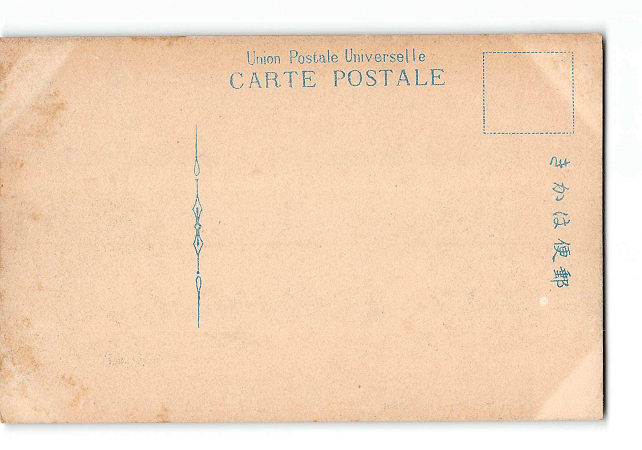 Union Postale Universelle
CARTE POSTALE
きかは便郵